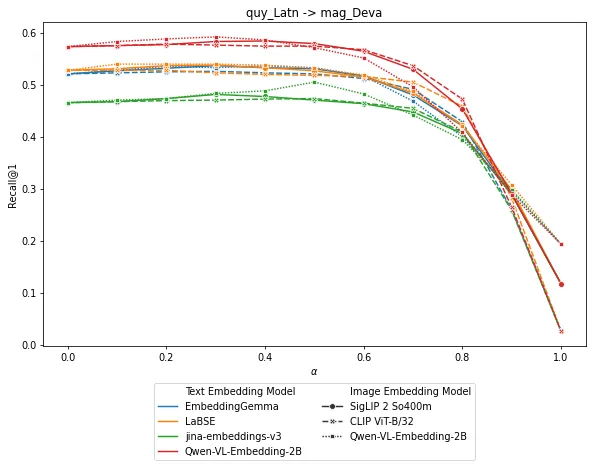 quy_Latn -> mag_Deva
Recall@1
0.6
0.5
0.4
0.3
0.2
0.1
0.0
0.0 0.2 0.4 0.6 0.8 1.0
α
Text Embedding Model
EmbeddingGemma
LaBSE
jina-embeddings-v3
Qwen-VL-Embedding-2B
Image Embedding Model
SigLIP 2 So400m
CLIP ViT-B/32
Qwen-VL-Embedding-2B